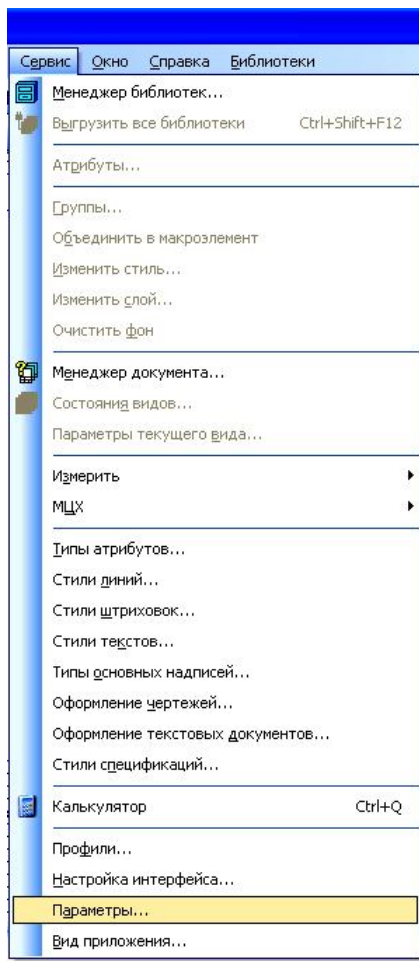 Сервис Окно Справка Библиотеки
Менеджер библиотек...
Выгрузить все библиотеки Ctrl+Shift+F12
Атрибуты...
Группы...
Объединить в макроэлемент
Изменить стиль...
Изменить слой...
Очистить фон
Менеджер документа...
Состояния видов...
Параметры текущего вида...
Измерить
МЦХ
Типы атрибутов...
Стили линий...
Стили штриховок...
Стили текстов...
Типы основных надписей...
Оформление чертежей...
Оформление текстовых документов...
Стили спецификаций...
Калькулятор Ctrl+Q
Профили...
Настройка интерфейса...
Параметры...
Вид приложения...